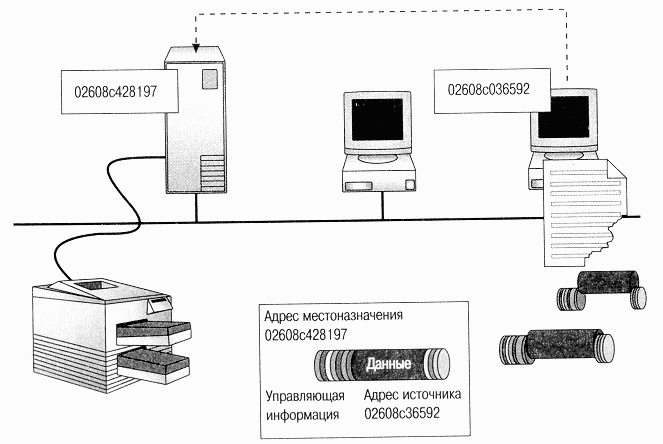 02608c428197
02608c036592
Адрес местоназначения
02608c428197
Данные
Управляющая Адрес источника
информация 02608c36592